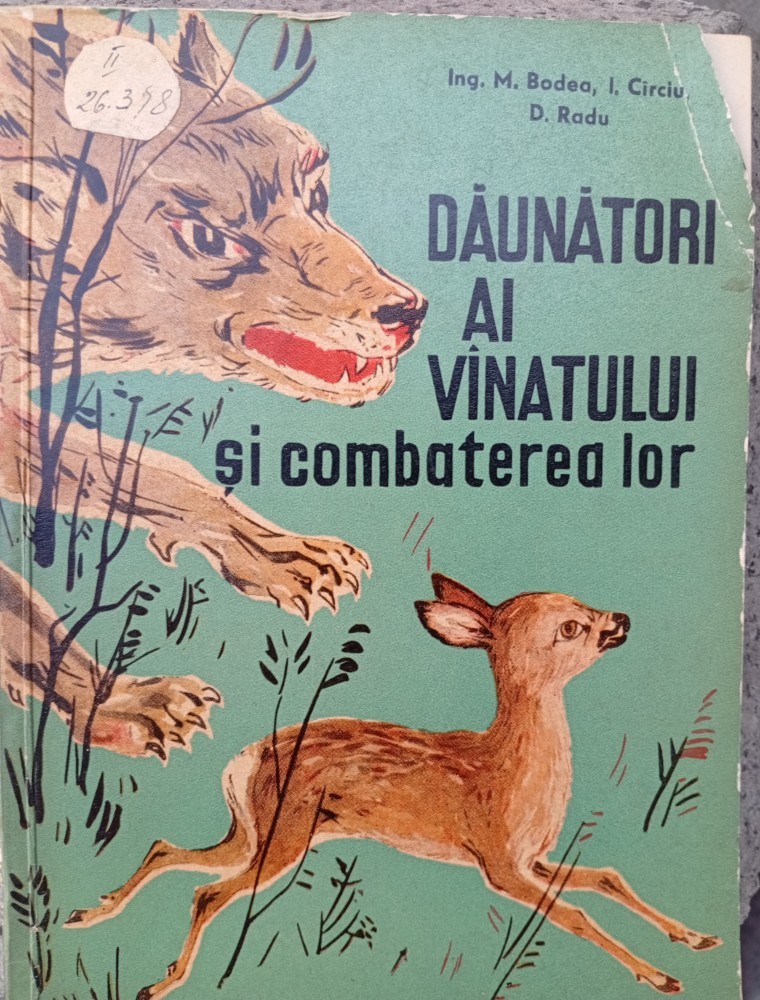 II
26.398
Ing. M. Bodea, I. Cîrciu,
D. Radu
DĂUNĂTORI
AI
VÎNATULUI
și combaterea lor